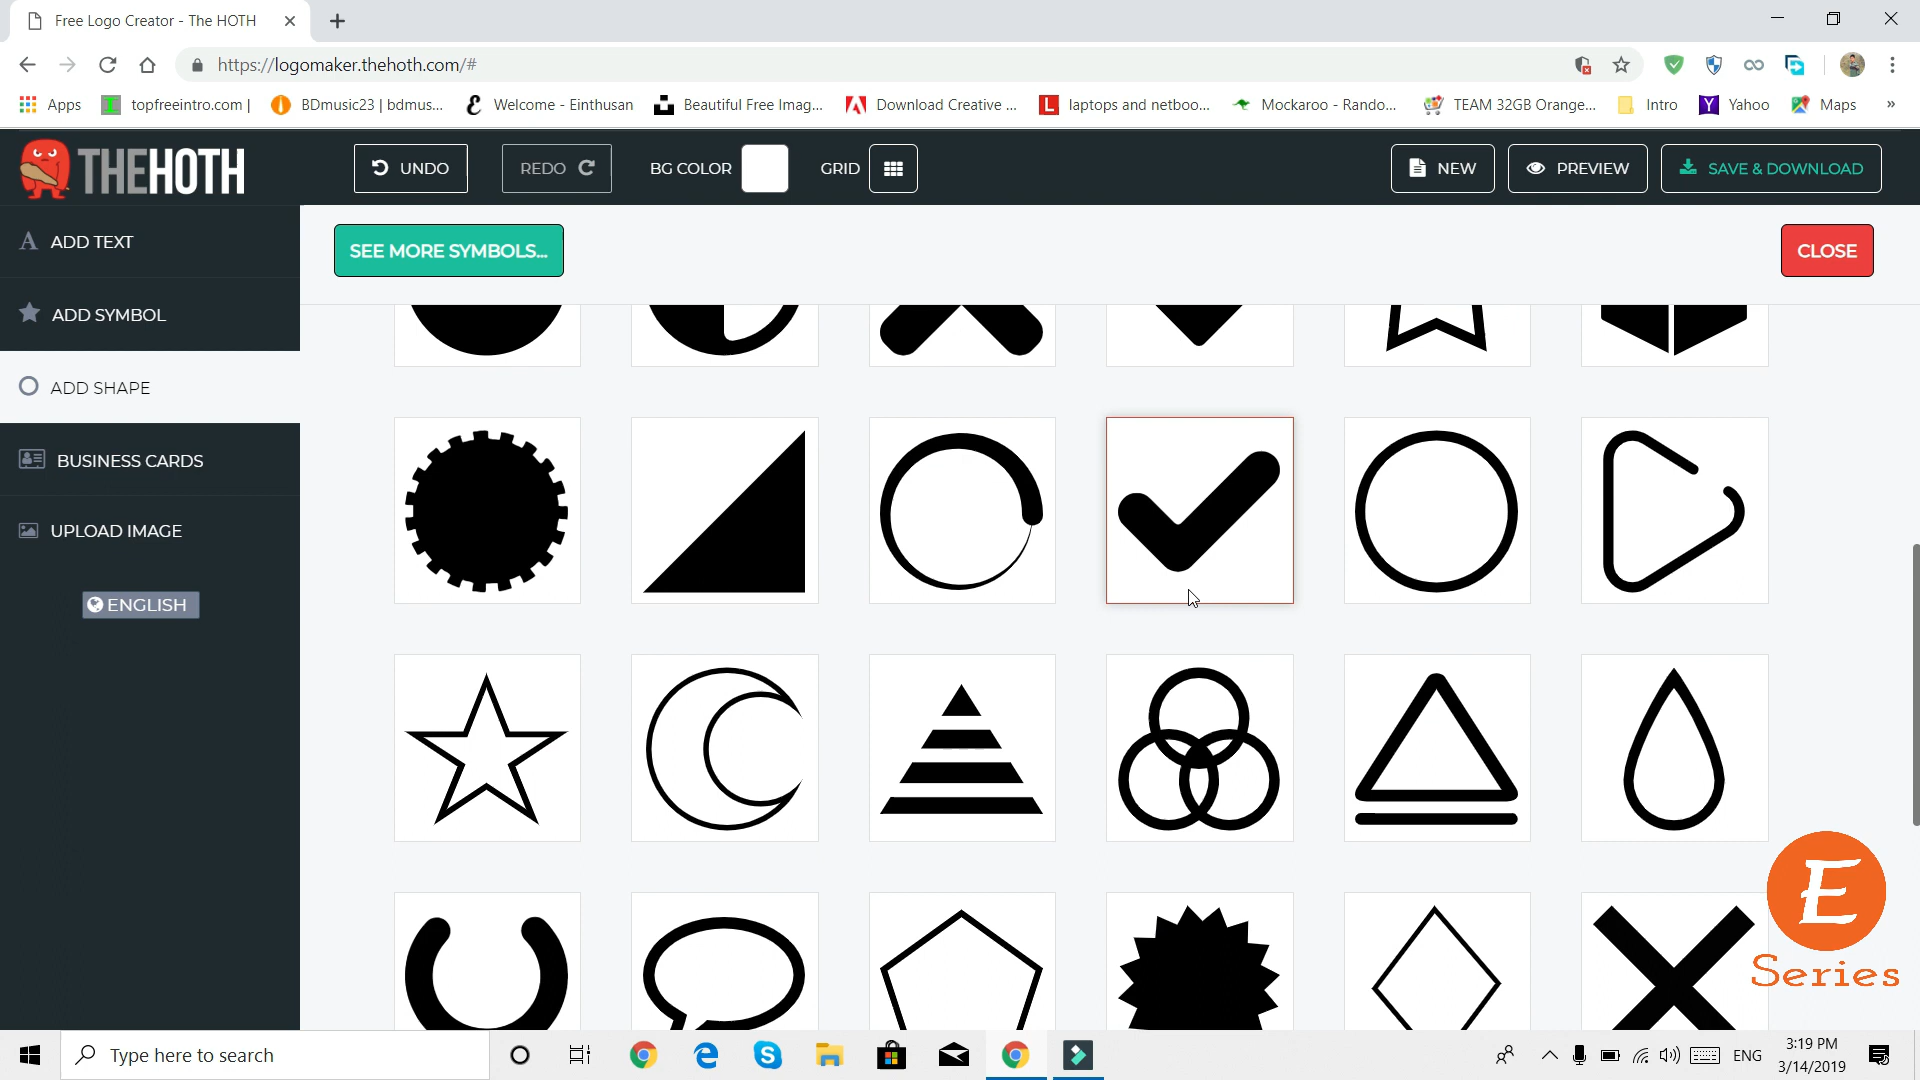 Free Logo Creator - The HOTH
https://logomaker.thehoth.com/#
Apps
topfreeintro.com |
BDmusic23 | bdmus...
Welcome - Einthusan
Beautiful Free Imag...
Download Creative ...
L
laptops and netboo...
Mockaroo - Rando...
TEAM 32GB Orange...
Intro
Y
Yahoo
Maps
»
THEHOTH
UNDO
REDO
BG COLOR
GRID
NEW
PREVIEW
SAVE & DOWNLOAD
ADD TEXT
ADD SYMBOL
ADD SHAPE
BUSINESS CARDS
UPLOAD IMAGE
ENGLISH
SEE MORE SYMBOLS...
CLOSE
E
Series
Type here to search
ENG
3:19 PM
3/14/2019